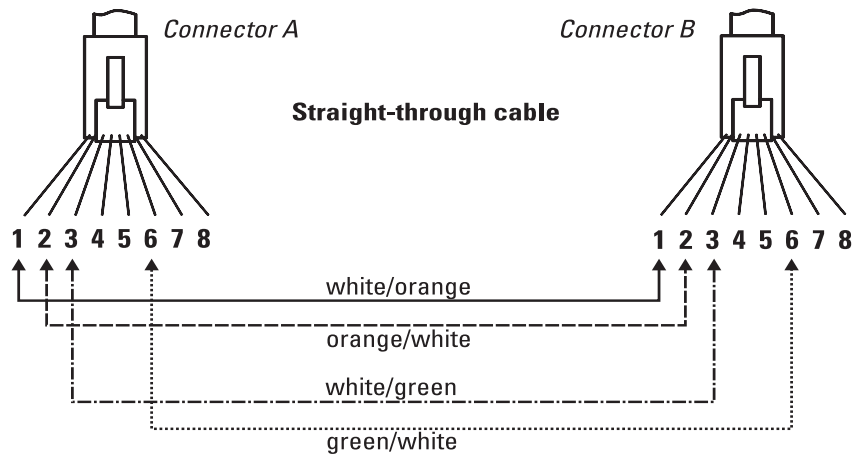 Connector A Connector B
Straight-through cable
1 2 3 4 5 6 7 8 1 2 3 4 5 6 7 8
white/orange
orange/white
white/green
green/white